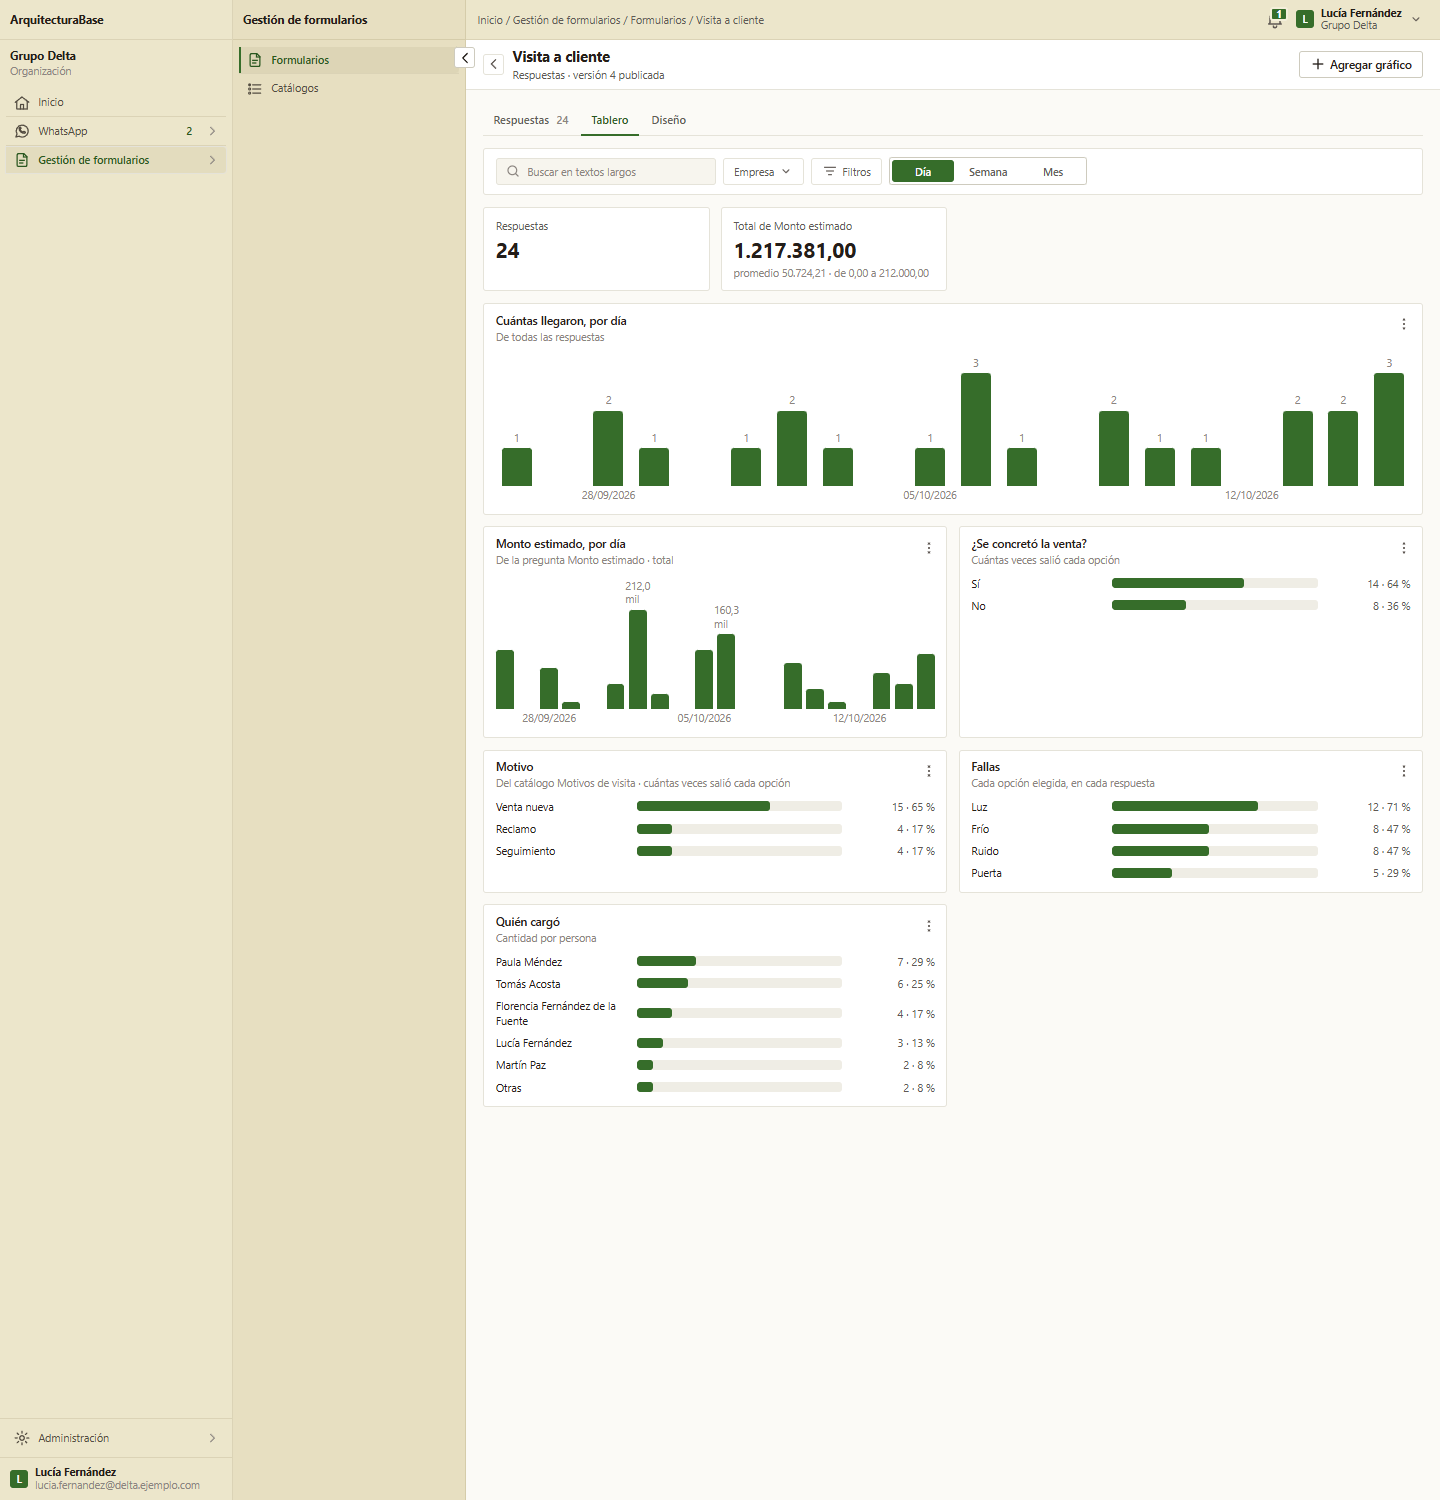 ArquitecturaBase
Gestión de formularios
Inicio / Gestión de formularios / Formularios / Visita a cliente
1
L
Lucía Fernández
Grupo Delta
Grupo Delta
Organización
Inicio
WhatsApp 2
Gestión de formularios
Formularios
Catálogos
Visita a cliente
Respuestas · versión 4 publicada
Agregar gráfico
Respuestas 24 Tablero Diseño
Buscar en textos largos Empresa Filtros Día Semana Mes
Respuestas
24
Total de Monto estimado
1.217.381,00
promedio 50.724,21 · de 0,00 a 212.000,00
Cuántas llegaron, por día
De todas las respuestas
1 2 1 1 2 1 1 3 1 2 1 1 2 2 3
28/09/2026 05/10/2026 12/10/2026
Monto estimado, por día
De la pregunta Monto estimado · total
212,0
mil
160,3
mil
28/09/2026 05/10/2026 12/10/2026
¿Se concretó la venta?
Cuántas veces salió cada opción
Sí 14 · 64 %
No 8 · 36 %
Motivo
Del catálogo Motivos de visita · cuántas veces salió cada opción
Venta nueva 15 · 65 %
Reclamo 4 · 17 %
Seguimiento 4 · 17 %
Fallas
Cada opción elegida, en cada respuesta
Luz 12 · 71 %
Frío 8 · 47 %
Ruido 8 · 47 %
Puerta 5 · 29 %
Quién cargó
Cantidad por persona
Paula Méndez 7 · 29 %
Tomás Acosta 6 · 25 %
Florencia Fernández de la
Fuente 4 · 17 %
Lucía Fernández 3 · 13 %
Martín Paz 2 · 8 %
Otras 2 · 8 %
Administración
L
Lucía Fernández
lucia.fernandez@delta.ejemplo.com